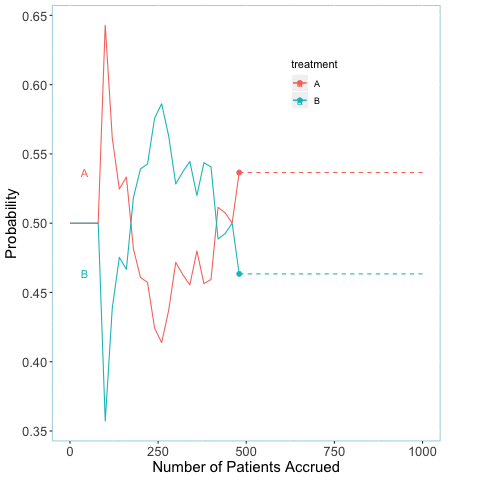 0.65
0.60
0.55
0.50
0.45
0.40
0.35
Probability
treatment
A
B
A
B
0 250 500 750 1000
Number of Patients Accrued